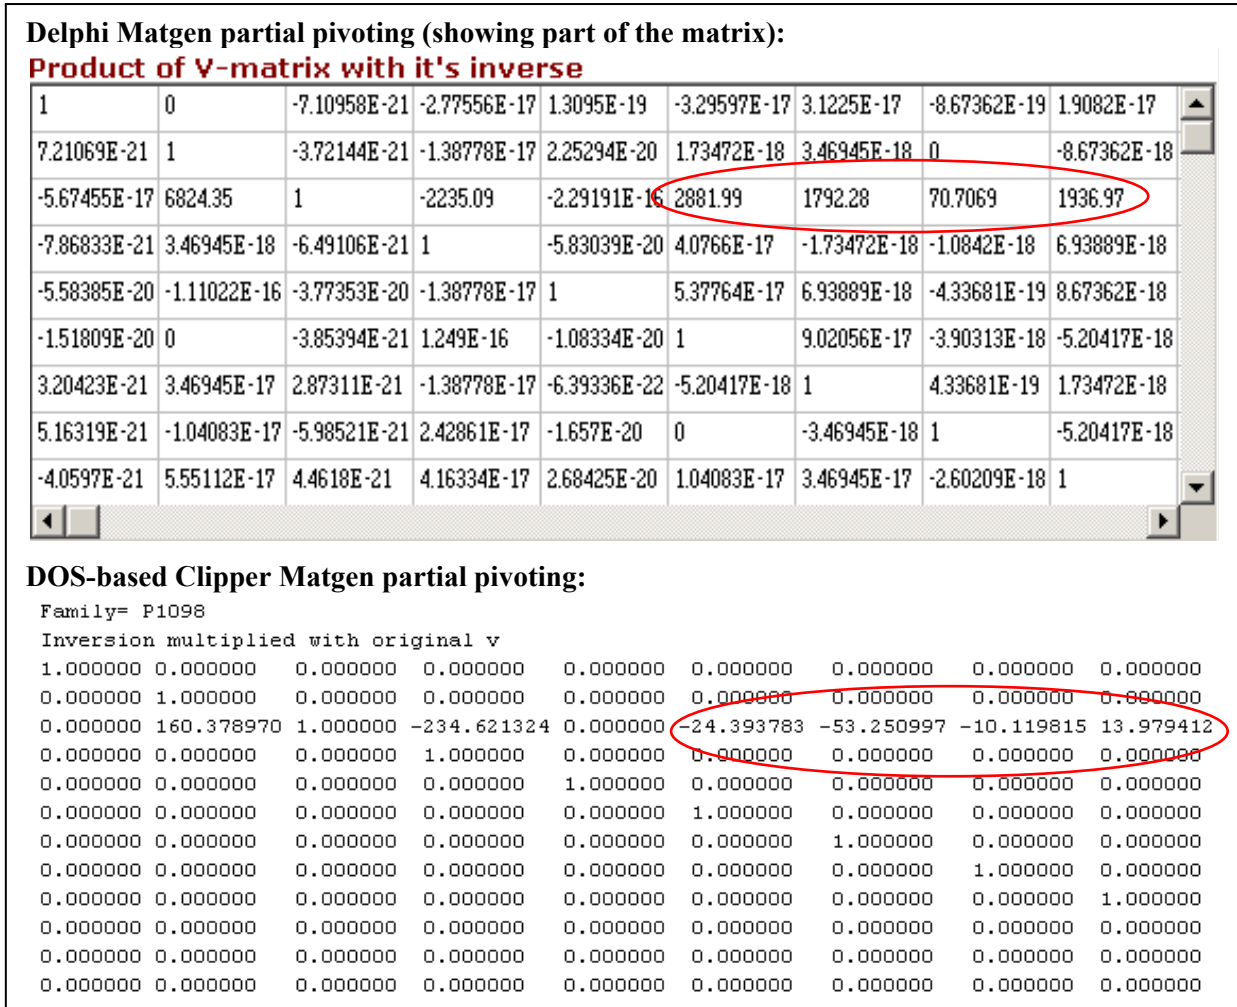 Delphi Matgen partial pivoting (showing part of the matrix):
Product of V-matrix with it's inverse
1 0 -7.10958E-21 -2.77556E-17 1.3095E-19 -3.29597E-17 3.1225E-17 -8.67362E-19 1.9082E-17
7.21069E-21 1 -3.72144E-21 -1.38778E-17 2.25294E-20 1.73472E-18 3.46945E-18 0 -8.67362E-18
-5.67455E-17 6824.35 1 -2235.09 -2.29191E-16 2881.99 1792.28 70.7069 1936.97
-7.86833E-21 3.46945E-18 -6.49106E-21 1 -5.83039E-20 4.0766E-17 -1.73472E-18 -1.0842E-18 6.93889E-18
-5.58385E-20 -1.11022E-16 -3.77353E-20 -1.38778E-17 1 5.37764E-17 6.93889E-18 -4.33681E-19 8.67362E-18
-1.51809E-20 0 -3.85394E-21 1.249E-16 -1.08334E-20 1 9.02056E-17 -3.90313E-18 -5.20417E-18
3.20423E-21 3.46945E-17 2.87311E-21 -1.38778E-17 -6.39336E-22 -5.20417E-18 1 4.33681E-19 1.73472E-18
5.16319E-21 -1.04083E-17 -5.98521E-21 2.42861E-17 -1.657E-20 0 -3.46945E-18 1 -5.20417E-18
-4.0597E-21 5.55112E-17 4.4618E-21 4.16334E-17 2.68425E-20 1.04083E-17 3.46945E-17 -2.60209E-18 1
DOS-based Clipper Matgen partial pivoting:
Family= P1098
Inversion multiplied with original v
1.000000 0.000000 0.000000 0.000000 0.000000 0.000000 0.000000 0.000000 0.000000
0.000000 1.000000 0.000000 0.000000 0.000000 0.000000 0.000000 0.000000 0.000000
0.000000 160.378970 1.000000 -234.621324 0.000000 -24.393783 -53.250997 -10.119815 13.979412
0.000000 0.000000 0.000000 1.000000 0.000000 0.000000 0.000000 0.000000 0.000000
0.000000 0.000000 0.000000 0.000000 1.000000 0.000000 0.000000 0.000000 0.000000
0.000000 0.000000 0.000000 0.000000 0.000000 1.000000 0.000000 0.000000 0.000000
0.000000 0.000000 0.000000 0.000000 0.000000 0.000000 1.000000 0.000000 0.000000
0.000000 0.000000 0.000000 0.000000 0.000000 0.000000 0.000000 1.000000 0.000000
0.000000 0.000000 0.000000 0.000000 0.000000 0.000000 0.000000 0.000000 1.000000
0.000000 0.000000 0.000000 0.000000 0.000000 0.000000 0.000000 0.000000 0.000000
0.000000 0.000000 0.000000 0.000000 0.000000 0.000000 0.000000 0.000000 0.000000
0.000000 0.000000 0.000000 0.000000 0.000000 0.000000 0.000000 0.000000 0.000000